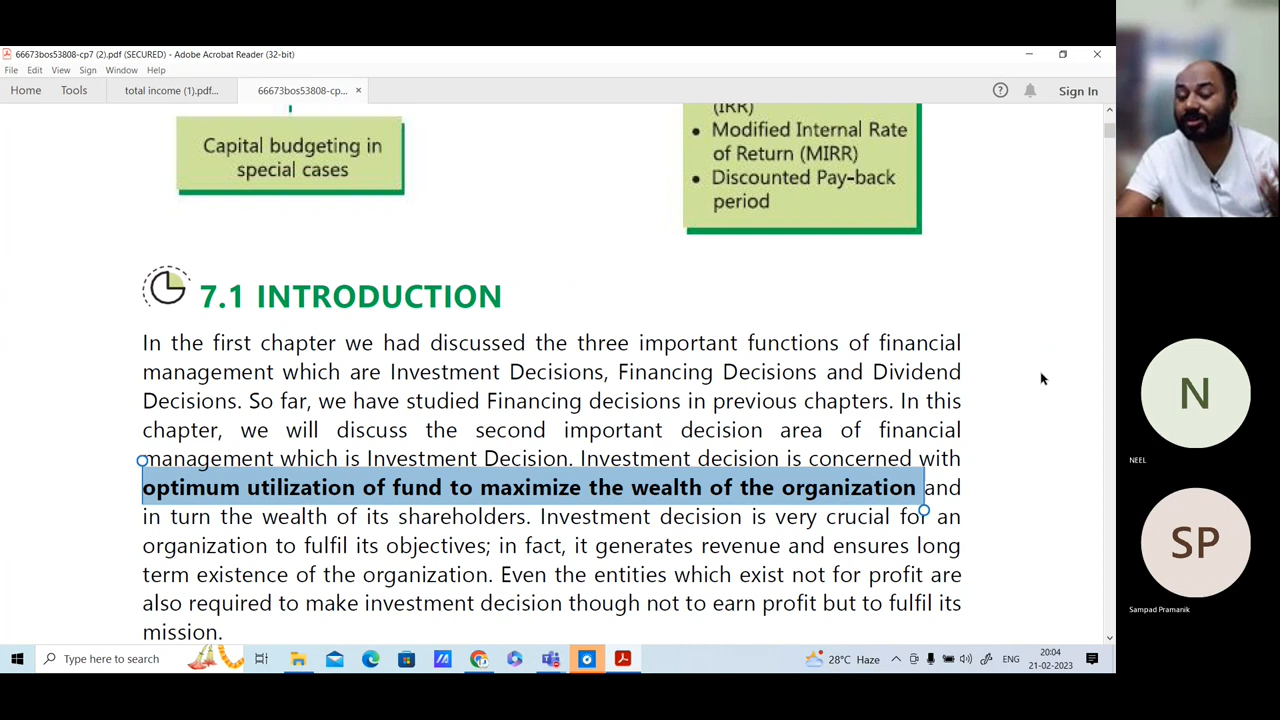 66673bos53808-cp7 (2).pdf (SECURED) - Adobe Acrobat Reader (32-bit)
File Edit View Sign Window Help
Home Tools total income (1).pdf... 66673bos53808-cp... × Sign In
Capital budgeting in
special cases
(IRR)
• Modified Internal Rate
of Return (MIRR)
• Discounted Pay-back
period
7.1 INTRODUCTION
In the first chapter we had discussed the three important functions of financial
management which are Investment Decisions, Financing Decisions and Dividend
Decisions. So far, we have studied Financing decisions in previous chapters. In this
chapter, we will discuss the second important decision area of financial
management which is Investment Decision. Investment decision is concerned with
optimum utilization of fund to maximize the wealth of the organization and
in turn the wealth of its shareholders. Investment decision is very crucial for an
organization to fulfil its objectives; in fact, it generates revenue and ensures long
term existence of the organization. Even the entities which exist not for profit are
also required to make investment decision though not to earn profit but to fulfil its
mission.
N
NEEL
SP
Sampad Pramanik
Type here to search
28°C Haze
ENG
20:04
21-02-2023